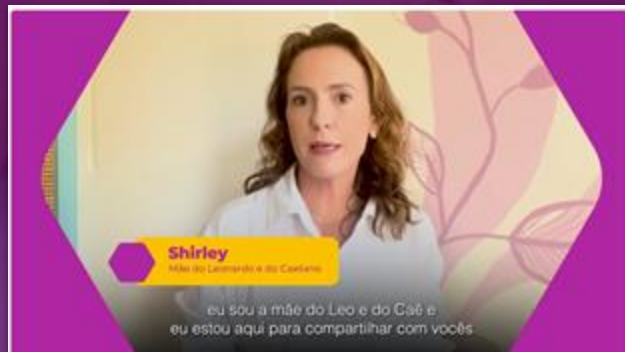 Shirley
Mãe do Leonardo e do Caetano
eu sou a mãe do Leo e do Caê e
eu estou aqui para compartilhar com vocês